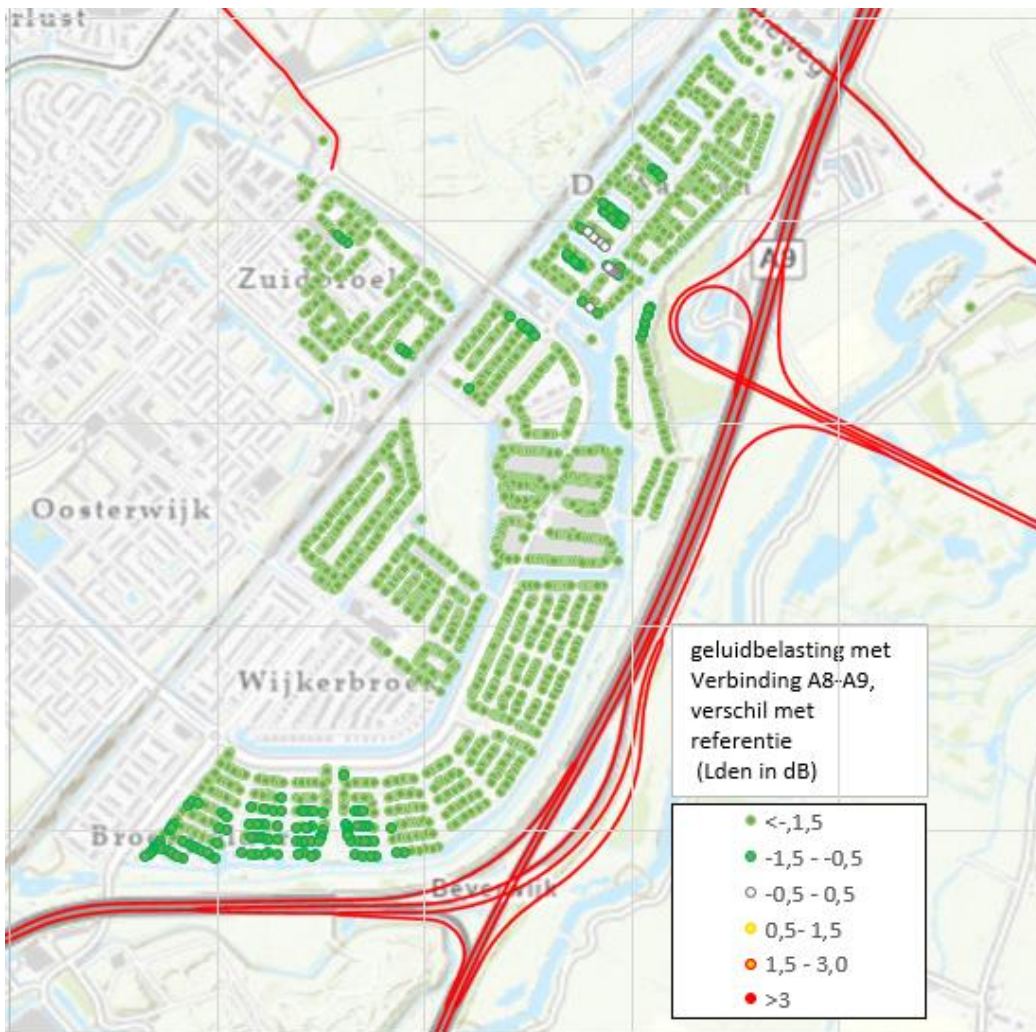 rlust
ieweg
D
A9
Zuidbroek
Oosterwijk
geluidbelasting met
Verbinding A8-A9,
verschil met
referentie
(Lden in dB)
Wijkerbroek
<-,1,5
-1,5 - -0,5
-0,5 - 0,5
0,5- 1,5
1,5 - 3,0
>3
Beverwijk